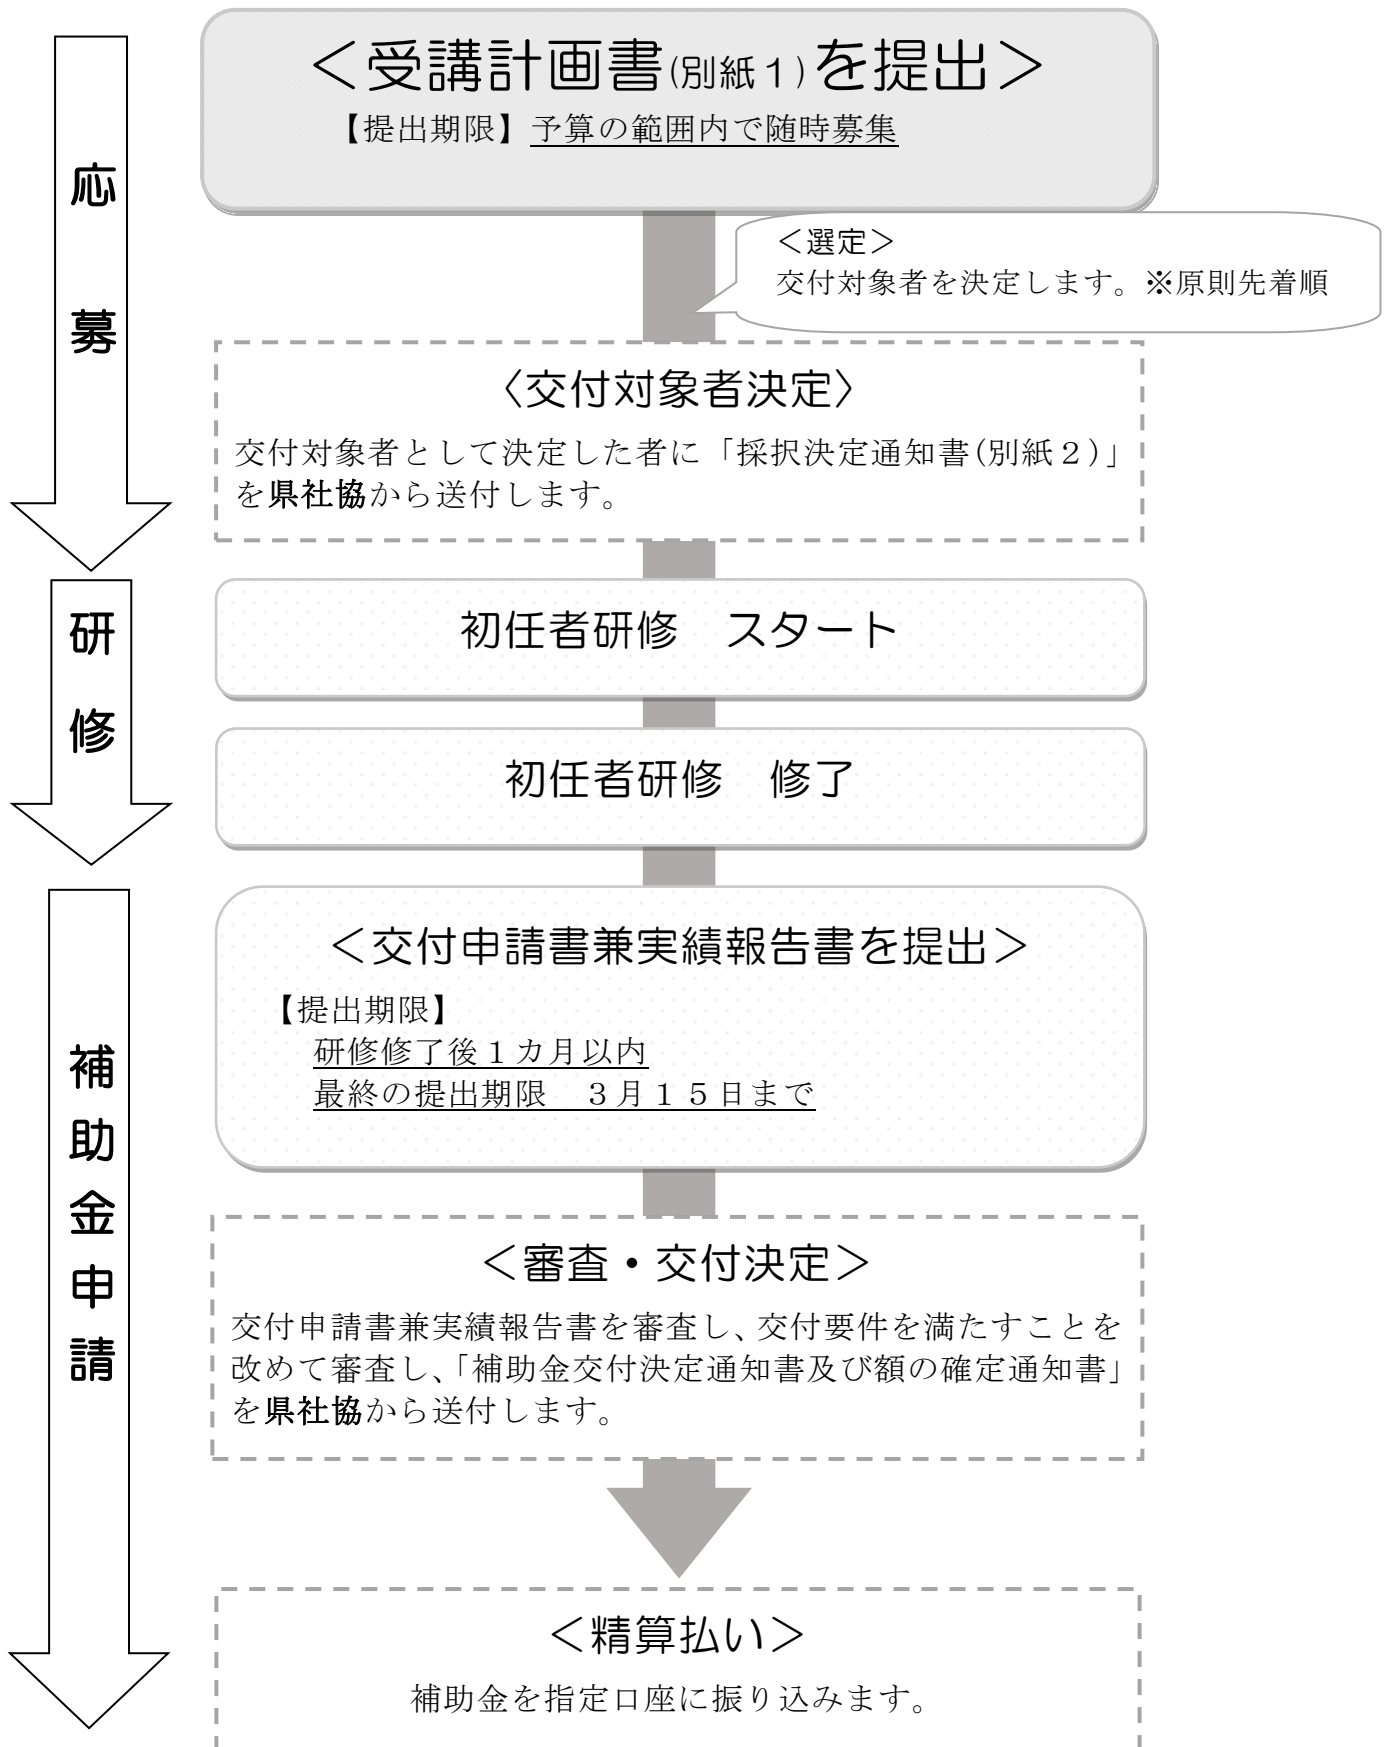 応募
＜受講計画書(別紙１)を提出＞
【提出期限】予算の範囲内で随時募集
＜選定＞
交付対象者を決定します。※原則先着順
〈交付対象者決定〉
交付対象者として決定した者に「採択決定通知書(別紙２)」
を県社協から送付します。
研修
初任者研修　スタート
初任者研修　修了
補助金申請
＜交付申請書兼実績報告書を提出＞
【提出期限】
研修修了後１カ月以内
最終の提出期限　３月１５日まで
＜審査・交付決定＞
交付申請書兼実績報告書を審査し、交付要件を満たすことを
改めて審査し、「補助金交付決定通知書及び額の確定通知書」
を県社協から送付します。
＜精算払い＞
補助金を指定口座に振り込みます。